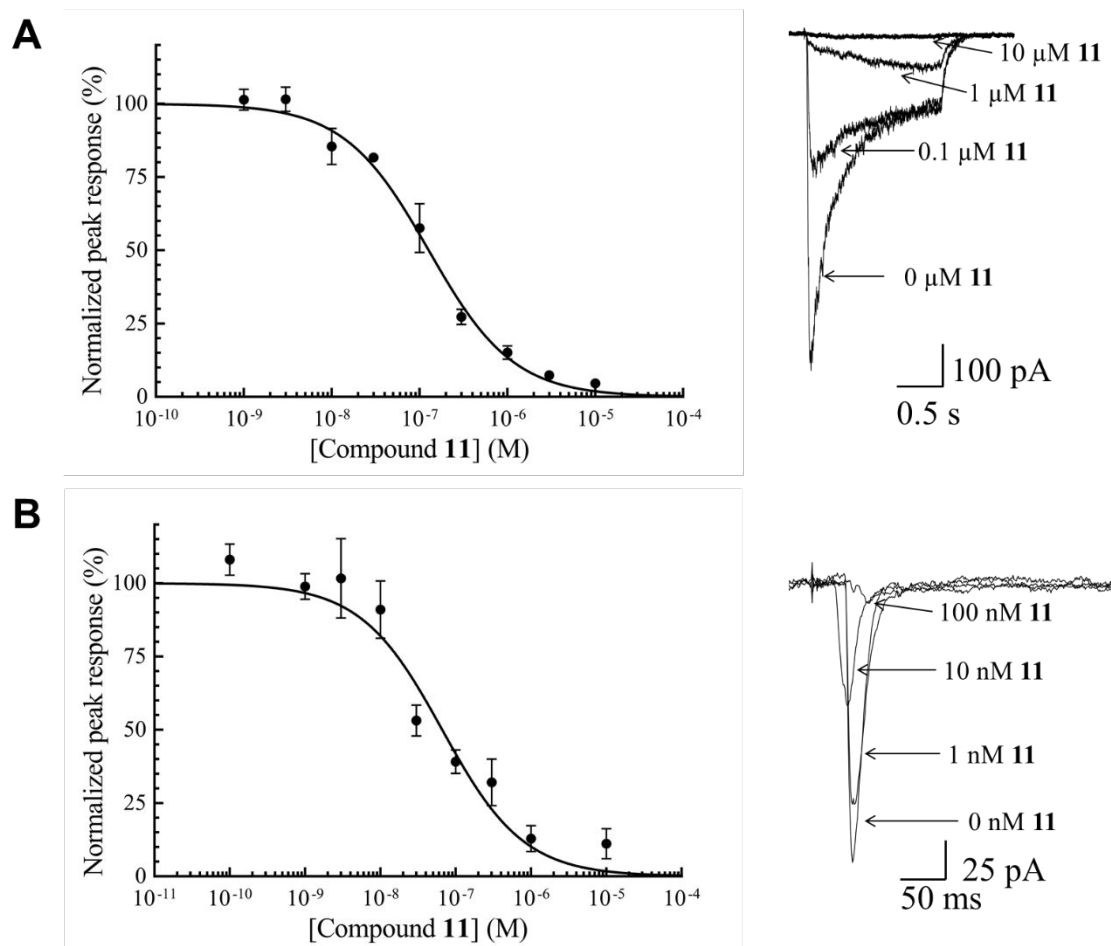 A
Normalized peak response (%)
100
75
50
25
0
10⁻¹⁰ 10⁻⁹ 10⁻⁸ 10⁻⁷ 10⁻⁶ 10⁻⁵ 10⁻⁴
[Compound 11] (M)
10 µM 11
1 µM 11
0.1 µM 11
0 µM 11
100 pA
0.5 s
B
Normalized peak response (%)
100
75
50
25
0
10⁻¹¹ 10⁻¹⁰ 10⁻⁹ 10⁻⁸ 10⁻⁷ 10⁻⁶ 10⁻⁵ 10⁻⁴
[Compound 11] (M)
100 nM 11
10 nM 11
1 nM 11
0 nM 11
25 pA
50 ms